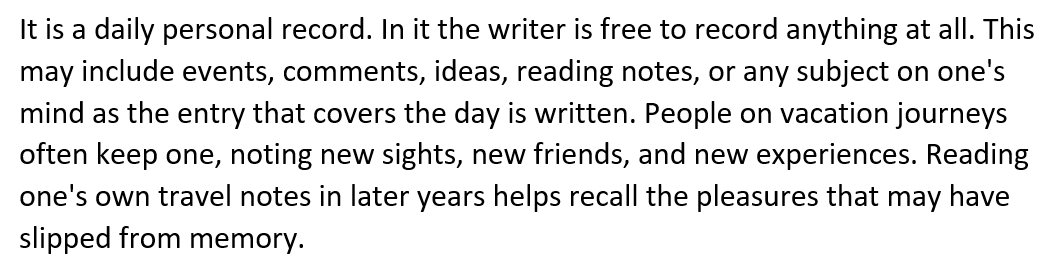 It is a daily personal record. In it the writer is free to record anything at all. This
may include events, comments, ideas, reading notes, or any subject on one's
mind as the entry that covers the day is written. People on vacation journeys
often keep one, noting new sights, new friends, and new experiences. Reading
one's own travel notes in later years helps recall the pleasures that may have
slipped from memory.